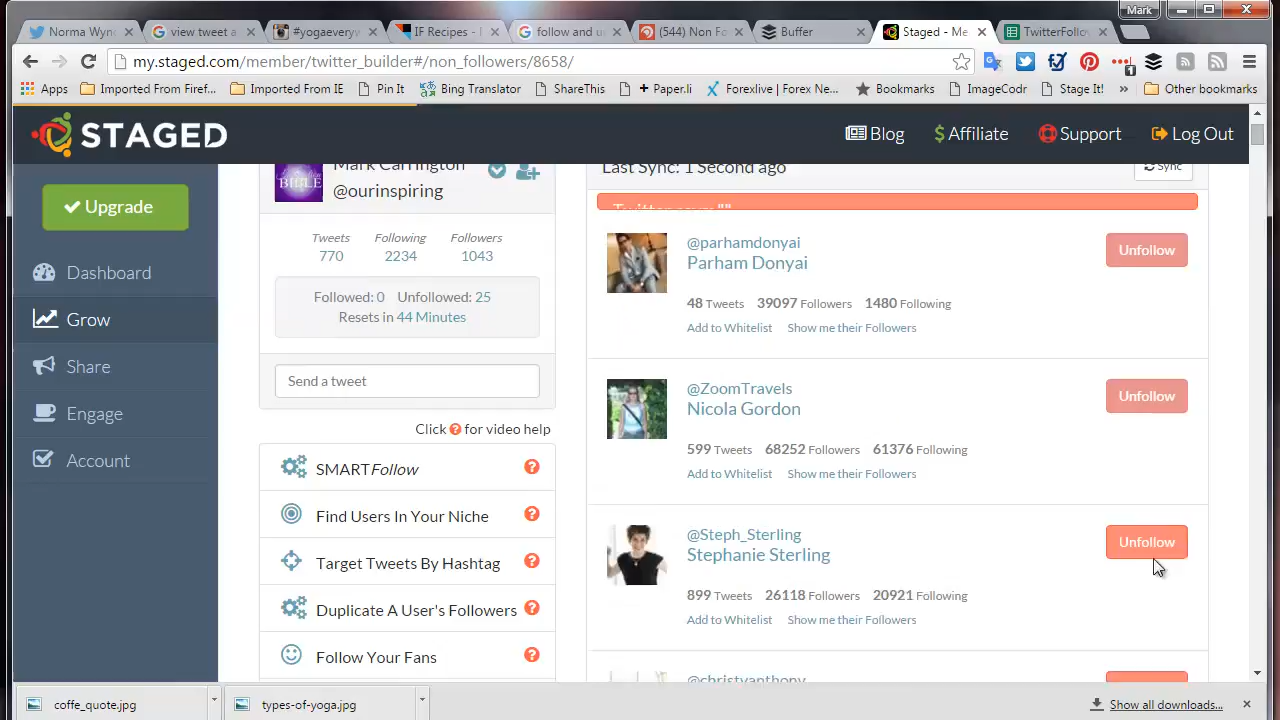 Mark
Norma Wyn
view tweet a
#yogaeveryw
IF Recipes -
follow and u
(544) Non Fo
Buffer
Staged - Me
TwitterFollo
my.staged.com/member/twitter_builder#/non_followers/8658/
1
Apps
Imported From Firef...
Imported From IE
Pin It
Bing Translator
ShareThis
+ Paper.li
Forexlive | Forex Ne...
Bookmarks
ImageCodr
Stage It!
»
Other bookmarks
STAGED
Blog
$ Affiliate
Support
Log Out
Upgrade
Dashboard
Grow
Share
Engage
Account
Mark Carrington
@ourinspiring
Tweets
770
Following
2234
Followers
1043
Followed: 0 Unfollowed: 25
Resets in 44 Minutes
Send a tweet
Click ? for video help
SMARTFollow ?
Find Users In Your Niche ?
Target Tweets By Hashtag ?
Duplicate A User's Followers ?
Follow Your Fans ?
Last Sync: 1 Second ago
Sync
Twitter says ""
@parhamdonyai
Parham Donyai
Unfollow
48 Tweets 39097 Followers 1480 Following
Add to Whitelist Show me their Followers
@ZoomTravels
Nicola Gordon
Unfollow
599 Tweets 68252 Followers 61376 Following
Add to Whitelist Show me their Followers
@Steph_Sterling
Stephanie Sterling
Unfollow
899 Tweets 26118 Followers 20921 Following
Add to Whitelist Show me their Followers
@christyanthony
coffe_quote.jpg
types-of-yoga.jpg
Show all downloads...